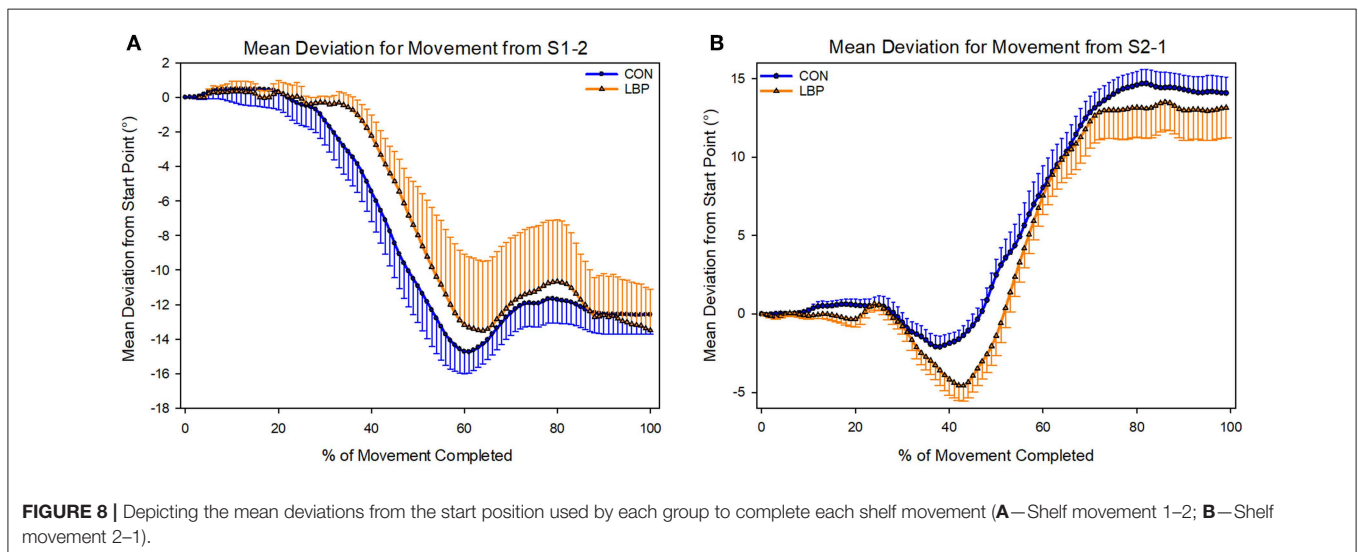 A
Mean Deviation for Movement from S1-2
CON
LBP
Mean Deviation from Start Point (°)
2
0
-2
-4
-6
-8
-10
-12
-14
-16
-18
0 20 40 60 80 100
% of Movement Completed
B
Mean Deviation for Movement from S2-1
CON
LBP
Mean Deviation from Start Point (°)
15
10
5
0
-5
0 20 40 60 80 100
% of Movement Completed
FIGURE 8 | Depicting the mean deviations from the start position used by each group to complete each shelf movement (A—Shelf movement 1–2; B—Shelf
movement 2–1).